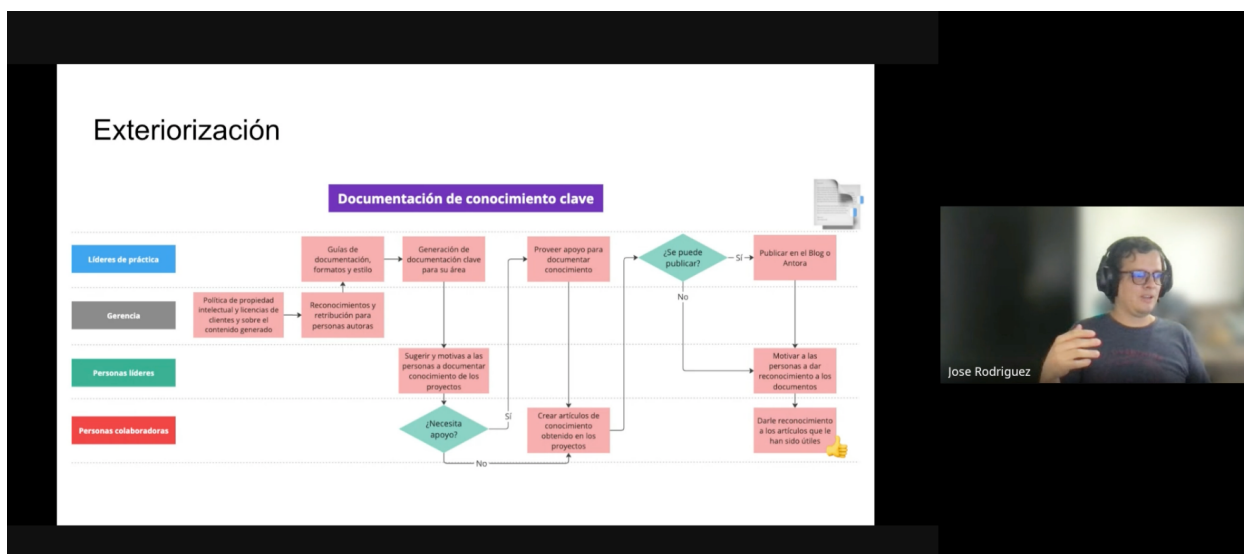 Exteriorización
Documentación de conocimiento clave
Líderes de práctica
Guías de
documentación,
formatos y estilo
Generación de
documentación clave
para su área
Proveer apoyo para
documentar
conocimiento
¿Se puede
publicar?
Sí
Publicar en el Blog o
Antora
Gerencia
Política de propiedad
intelectual y licencias de
clientes y sobre el
contenido generado
Reconocimientos y
retribución para
personas autoras
No
Personas líderes
Sugerir y motivas a las
personas a documentar
conocimiento de los
proyectos
Motivar a las
personas a dar
reconocimiento a los
documentos
Personas colaboradoras
¿Necesita
apoyo?
Sí
No
Crear artículos de
conocimiento
obtenido en los
proyectos
Darle reconocimiento
a los artículos que le
han sido útiles
Jose Rodriguez